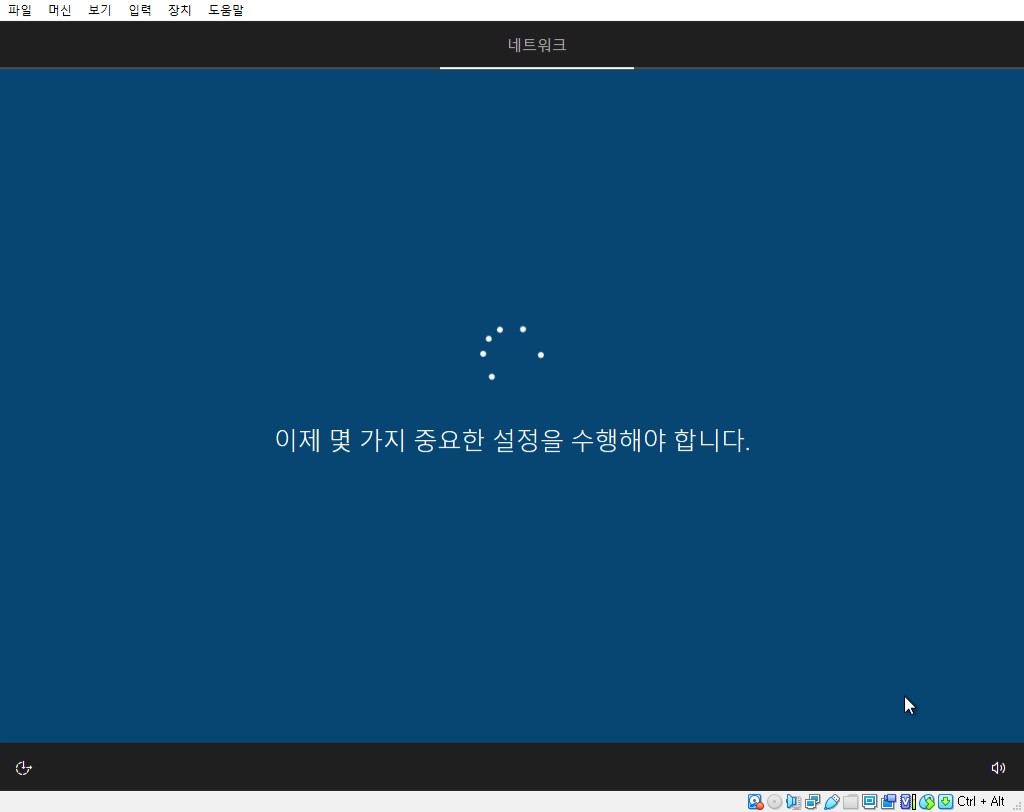 파일 머신 보기 입력 장치 도움말
네트워크
이제 몇 가지 중요한 설정을 수행해야 합니다.
Ctrl + Alt